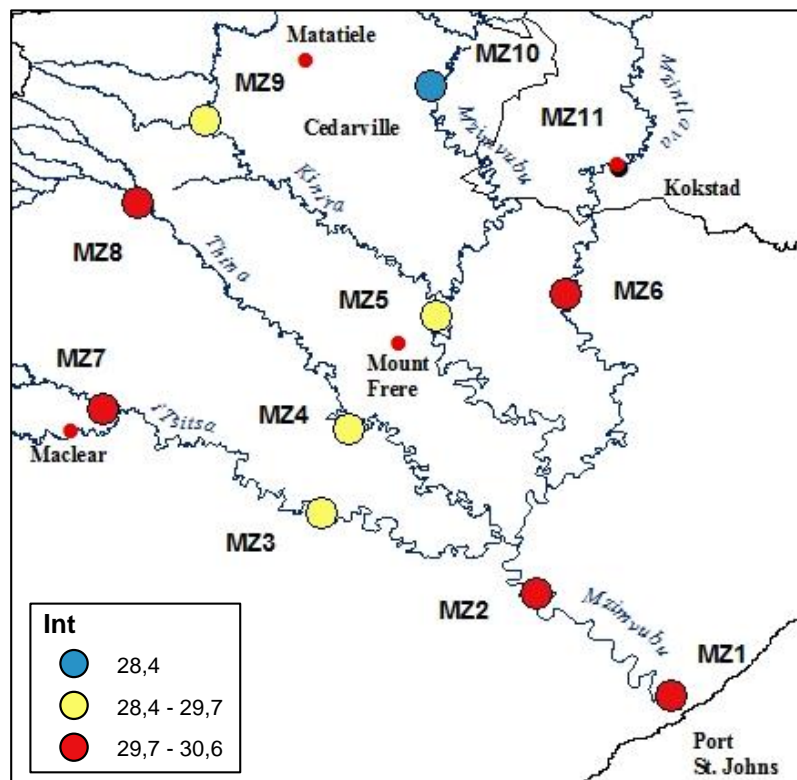 Matatiele
MZ10
MZ9
Mzintlava
MZ11
Cedarville
Mzimvubu
Kinira
Kokstad
MZ8
Thina
MZ5
MZ6
Mount
Frere
MZ7
MZ4
iTsitsa
Maclear
MZ3
MZ2
Mzimvubu
MZ1
Int
28,4
28,4 - 29,7
29,7 - 30,6
Port
St. Johns